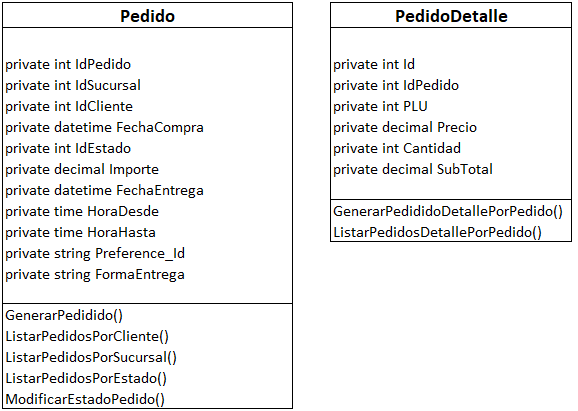 Pedido
private int IdPedido
private int IdSucursal
private int IdCliente
private datetime FechaCompra
private int IdEstado
private decimal Importe
private datetime FechaEntrega
private time HoraDesde
private time HoraHasta
private string Preference_Id
private string FormaEntrega
GenerarPedidido()
ListarPedidosPorCliente()
ListarPedidosPorSucursal()
ListarPedidosPorEstado()
ModificarEstadoPedido()
PedidoDetalle
private int Id
private int IdPedido
private int PLU
private decimal Precio
private int Cantidad
private decimal SubTotal
GenerarPedididoDetallePorPedido()
ListarPedidosDetallePorPedido()